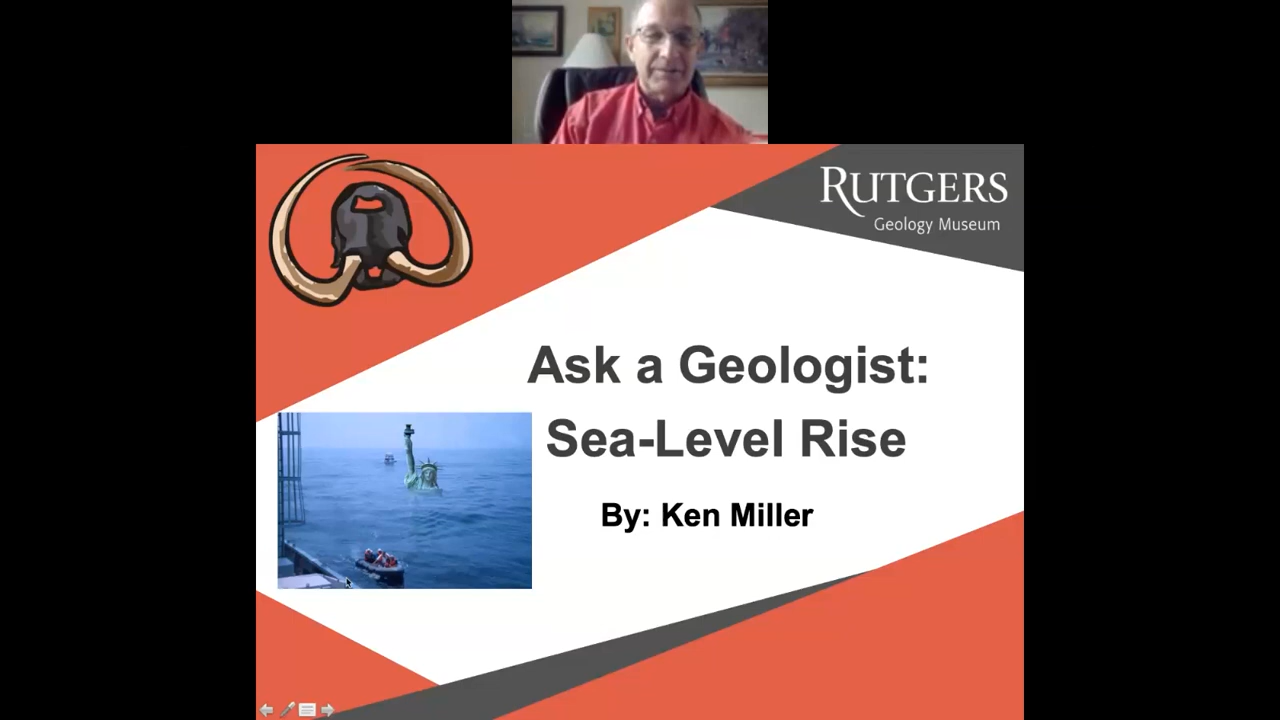 RUTGERS
Geology Museum
Ask a Geologist:
Sea-Level Rise
By: Ken Miller